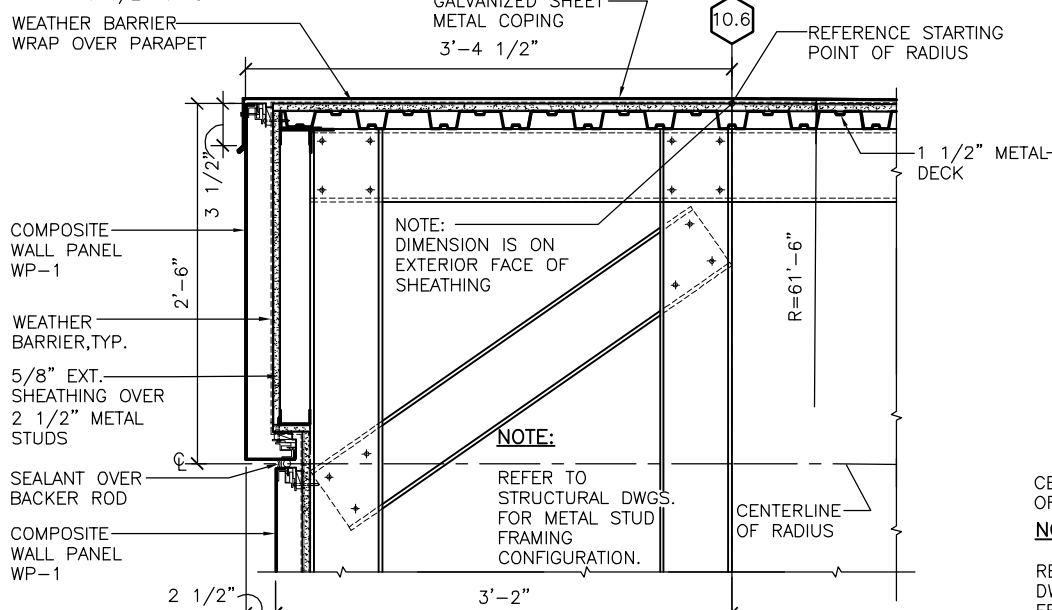 WEATHER BARRIER
WRAP OVER PARAPET
GALVANIZED SHEET
METAL COPING
3'-4 1/2"
10.6
REFERENCE STARTING
POINT OF RADIUS
1 1/2" METAL
DECK
3 1/2"
2'-6"
COMPOSITE
WALL PANEL
WP-1
NOTE:
DIMENSION IS ON
EXTERIOR FACE OF
SHEATHING
R=61'-6"
WEATHER
BARRIER,TYP.
5/8" EXT.
SHEATHING OVER
2 1/2" METAL
STUDS
NOTE:
REFER TO
STRUCTURAL DWGS.
FOR METAL STUD
FRAMING
CONFIGURATION.
CL
SEALANT OVER
BACKER ROD
CENTERLINE
OF RADIUS
COMPOSITE
WALL PANEL
WP-1
2 1/2"
3'-2"